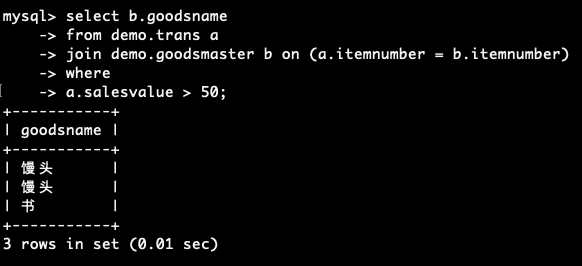 mysql> select b.goodsname
-> from demo.trans a
-> join demo.goodsmaster b on (a.itemnumber = b.itemnumber)
-> where
-> a.salesvalue > 50;
+-----------+
| goodsname |
+-----------+
| 馒头 |
| 馒头 |
| 书 |
+-----------+
3 rows in set (0.01 sec)